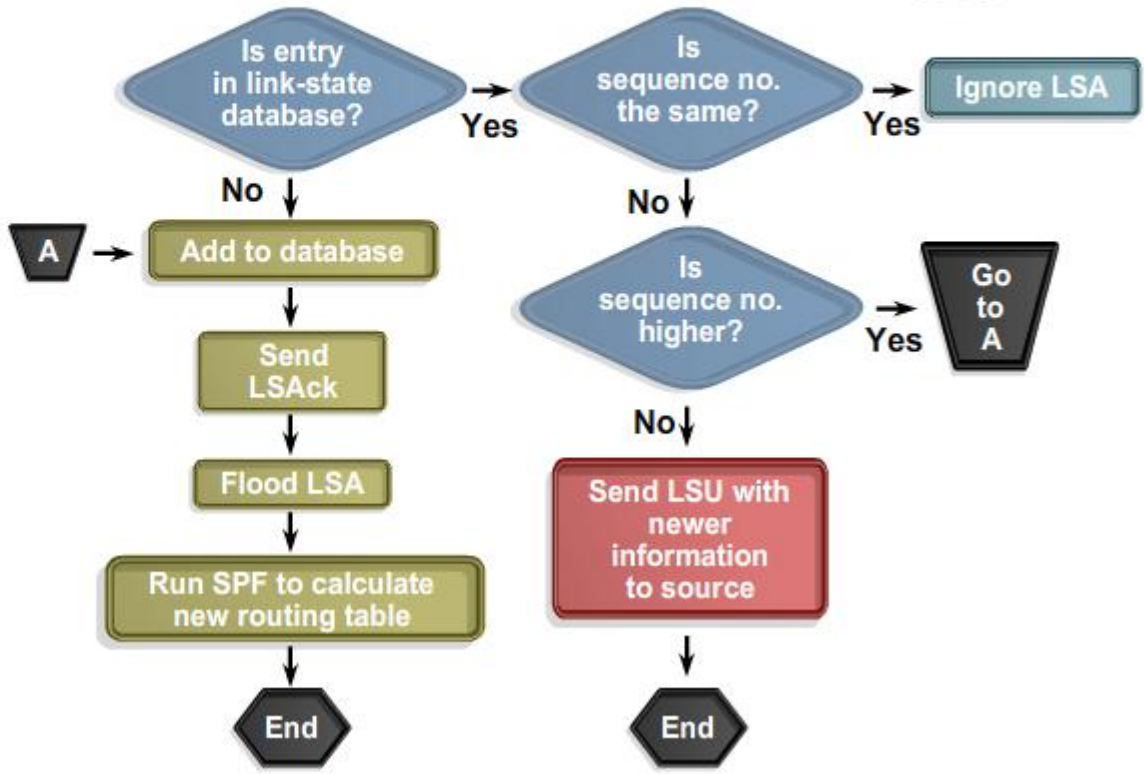 Is entry
in link-state
database?
Yes
Is
sequence no.
the same?
Yes
Ignore LSA
No
No
A
Add to database
Is
sequence no.
higher?
Yes
Go
to
A
Send
LSAck
No
Flood LSA
Send LSU with
newer
information
to source
Run SPF to calculate
new routing table
End
End